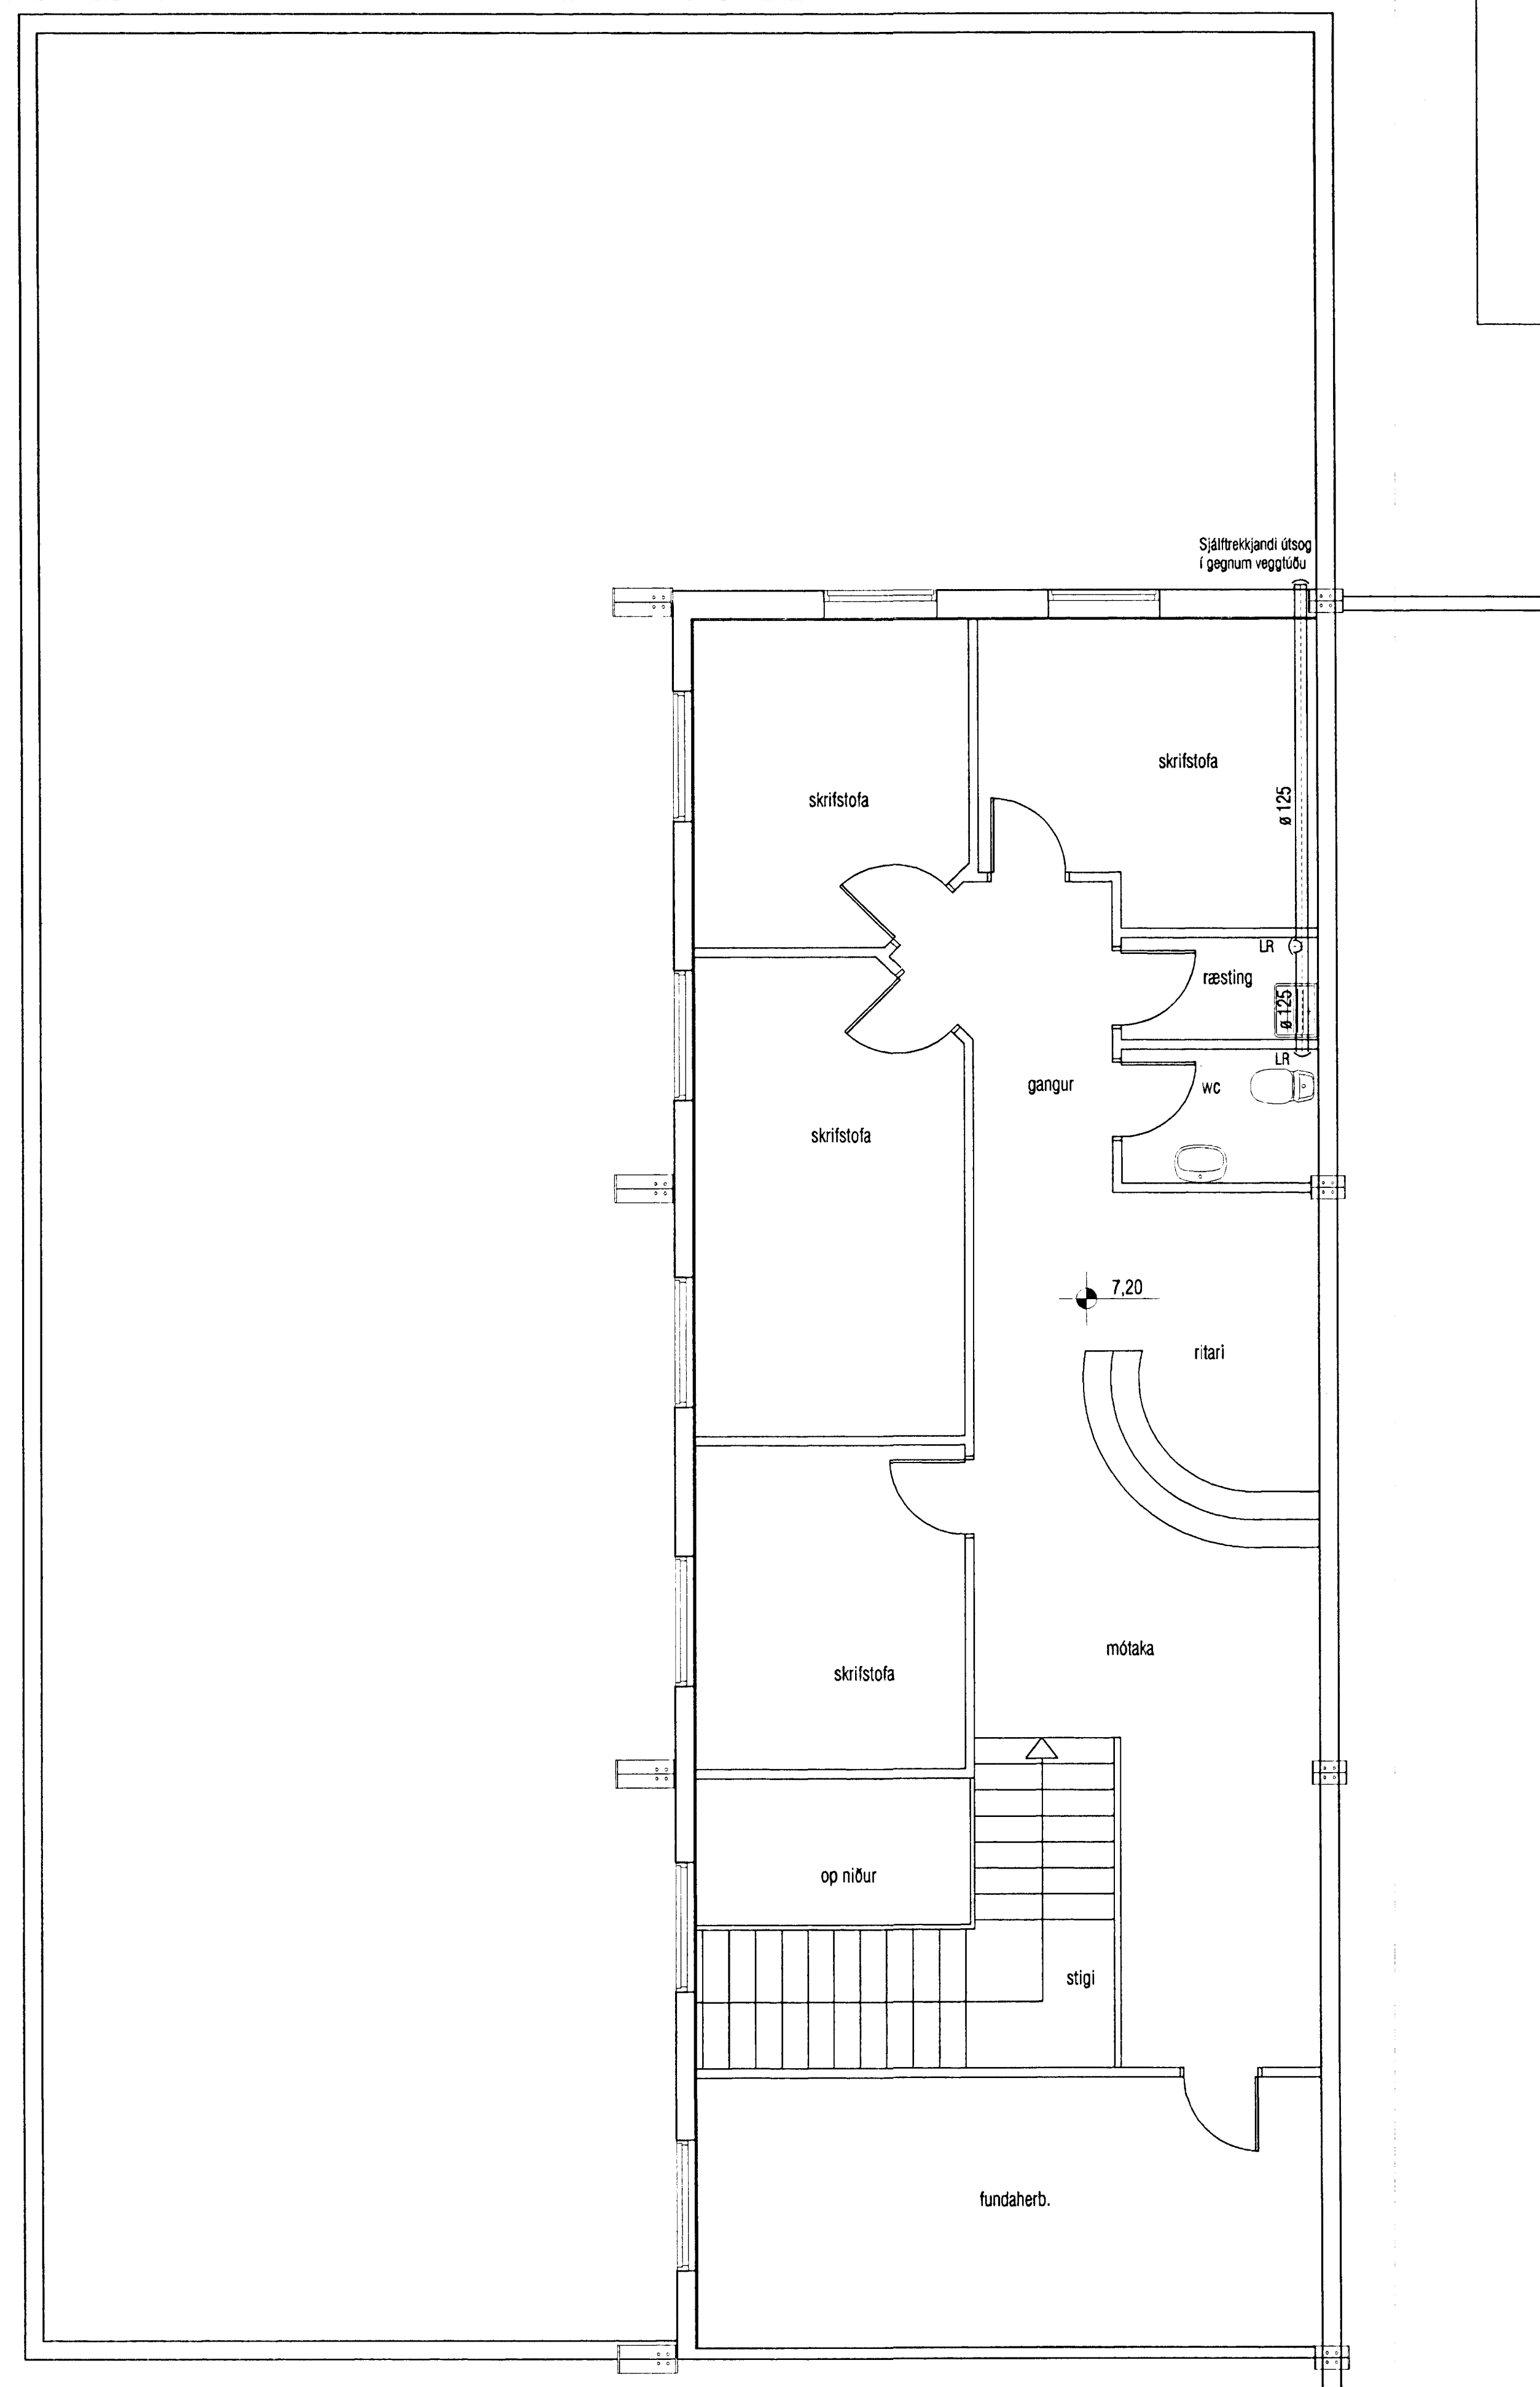 Sjálftrekkjandi útsog
í gegnum veggtúðu
skrifstofa
skrifstofa
ø 125
LR
ræsting
ø 125
LR
wc
gangur
skrifstofa
7,20
ritari
mótaka
skrifstofa
op niður
stigi
fundaherb.